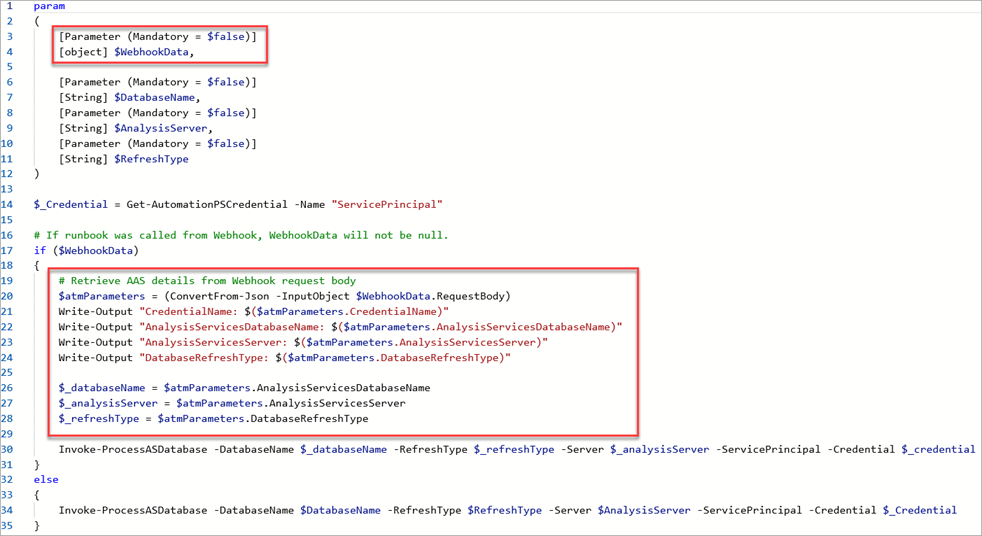 1 param
2 (
3 [Parameter (Mandatory = $false)]
4 [object] $WebhookData,
5
6 [Parameter (Mandatory = $false)]
7 [String] $DatabaseName,
8 [Parameter (Mandatory = $false)]
9 [String] $AnalysisServer,
10 [Parameter (Mandatory = $false)]
11 [String] $RefreshType
12 )
13
14 $_Credential = Get-AutomationPSCredential -Name "ServicePrincipal"
15
16 # If runbook was called from Webhook, WebhookData will not be null.
17 if ($WebhookData)
18 {
19 # Retrieve AAS details from Webhook request body
20 $atmParameters = (ConvertFrom-Json -InputObject $WebhookData.RequestBody)
21 Write-Output "CredentialName: $($atmParameters.CredentialName)"
22 Write-Output "AnalysisServicesDatabaseName: $($atmParameters.AnalysisServicesDatabaseName)"
23 Write-Output "AnalysisServicesServer: $($atmParameters.AnalysisServicesServer)"
24 Write-Output "DatabaseRefreshType: $($atmParameters.DatabaseRefreshType)"
25
26 $_databaseName = $atmParameters.AnalysisServicesDatabaseName
27 $_analysisServer = $atmParameters.AnalysisServicesServer
28 $_refreshType = $atmParameters.DatabaseRefreshType
29
30 Invoke-ProcessASDatabase -DatabaseName $_databaseName -RefreshType $_refreshType -Server $_analysisServer -ServicePrincipal -Credential $_credential
31 }
32 else
33 {
34 Invoke-ProcessASDatabase -DatabaseName $DatabaseName -RefreshType $RefreshType -Server $AnalysisServer -ServicePrincipal -Credential $_Credential
35 }